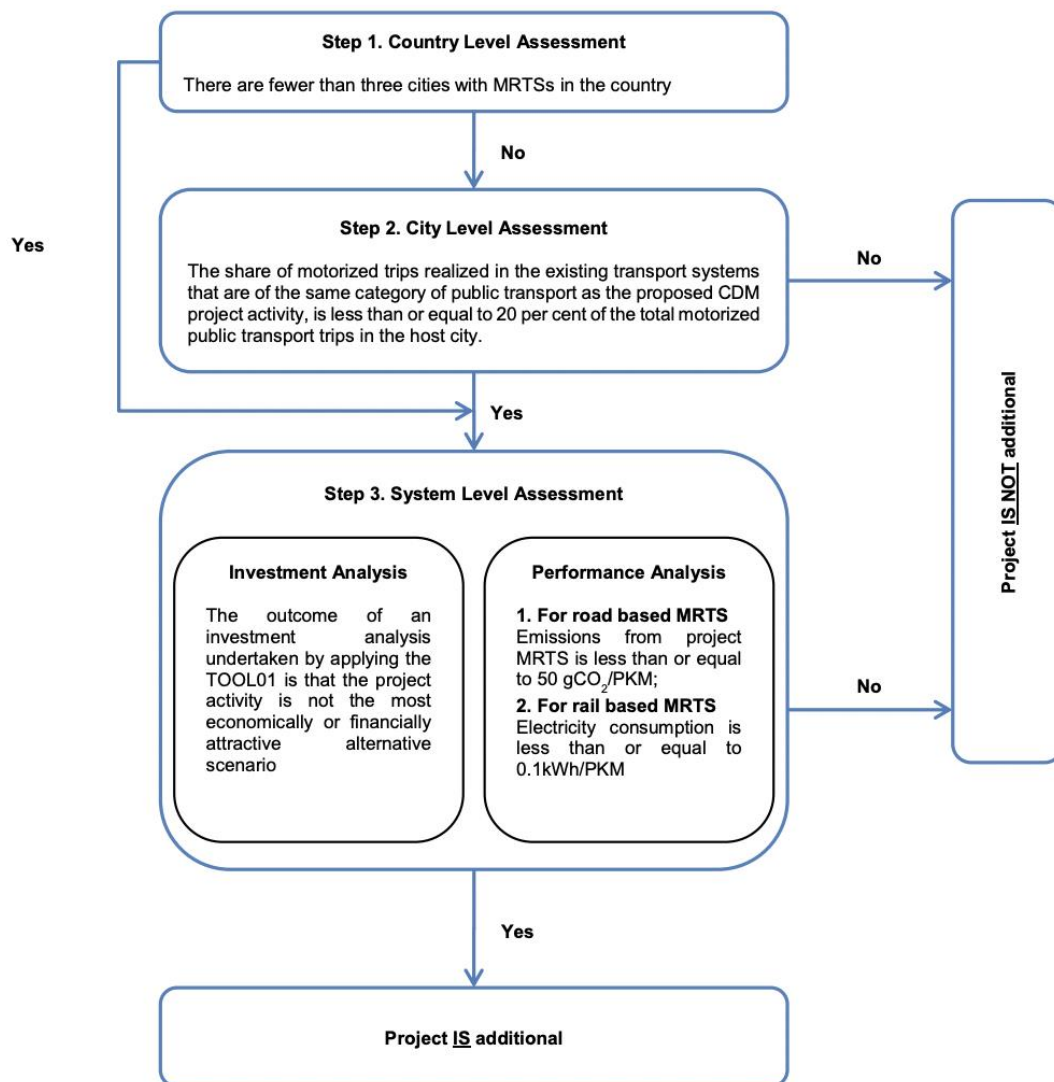 Step 1. Country Level Assessment
There are fewer than three cities with MRTSs in the country
No
Yes
Step 2. City Level Assessment
The share of motorized trips realized in the existing transport systems
that are of the same category of public transport as the proposed CDM
project activity, is less than or equal to 20 per cent of the total motorized
public transport trips in the host city.
No
Project IS NOT additional
Yes
Step 3. System Level Assessment
Investment Analysis
The outcome of an
investment analysis
undertaken by applying the
TOOL01 is that the project
activity is not the most
economically or financially
attractive alternative
scenario
Performance Analysis
1. For road based MRTS
Emissions from project
MRTS is less than or equal
to 50 gCO₂/PKM;
2. For rail based MRTS
Electricity consumption is
less than or equal to
0.1kWh/PKM
No
Yes
Project IS additional